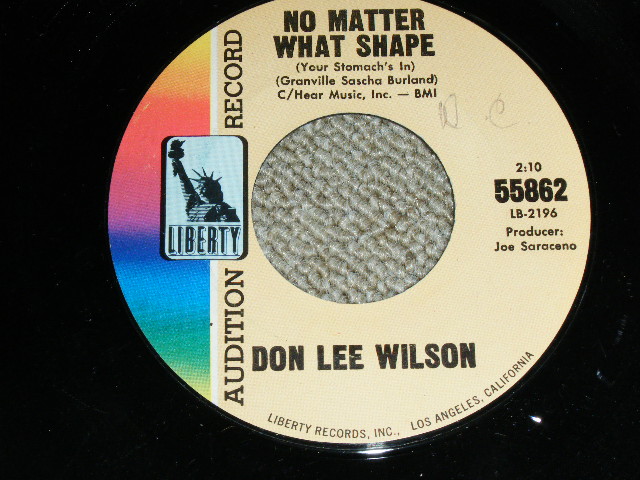 NO MATTER
WHAT SHAPE
(Your Stomach's In)
(Granville Sascha Burland)
C/Hear Music, Inc. — BMI
D C
2:10
55862
LB-2196
Producer:
Joe Saraceno
LIBERTY
AUDITION RECORD
DON LEE WILSON
LIBERTY RECORDS, INC., LOS ANGELES, CALIFORNIA